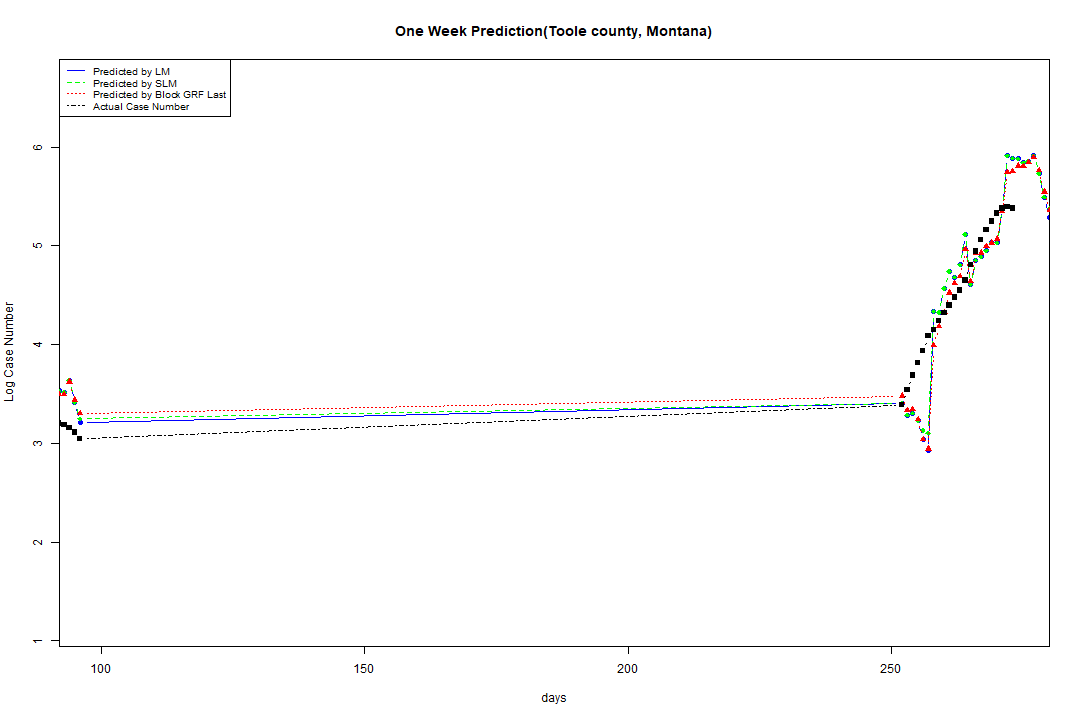 One Week Prediction(Toole county, Montana)
Predicted by LM
Predicted by SLM
Predicted by Block GRF Last
Actual Case Number
Log Case Number
6
5
4
3
2
1
100
150
200
250
days